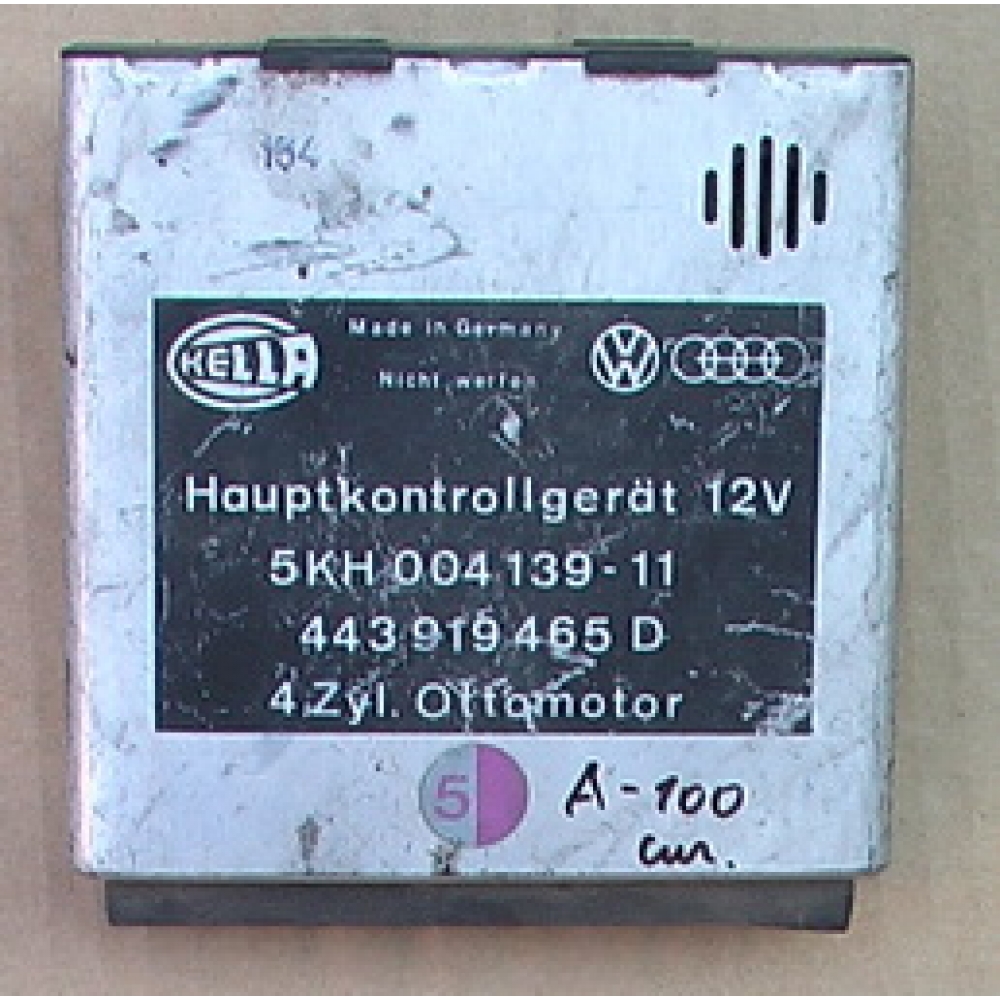 184
HELLA
Made in Germany
Nicht werfen
VW
Hauptkontrollgerät 12V
5KH 004 139-11
443 919 465 D
4.Zyl. Ottomotor
5
A-100